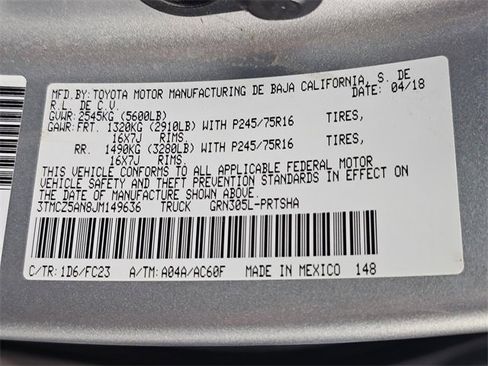 MFD.BY:TOYOTA MOTOR MANUFACTURING DE BAJA CALIFORNIA, S. DE
R.L. DE C.V. DATE: 04/18
GVWR:2545KG (5600LB)
GAWR:FRT. 1320KG (2910LB) WITH P245/75R16 TIRES,
16X7J RIMS
RR. 1490KG (3280LB) WITH P245/75R16 TIRES,
16X7J RIMS.
THIS VEHICLE CONFORMS TO ALL APPLICABLE FEDERAL MOTOR
VEHICLE SAFETY AND THEFT PREVENTION STANDARDS IN EFFECT ON
THE DATE OF MANUFACTURE SHOWN ABOVE.
3TMCZ5AN8JM149636 TRUCK GRN305L-PRTSHA
C/TR:1D6/FC23 A/TM:A04A/AC60F MADE IN MEXICO 148